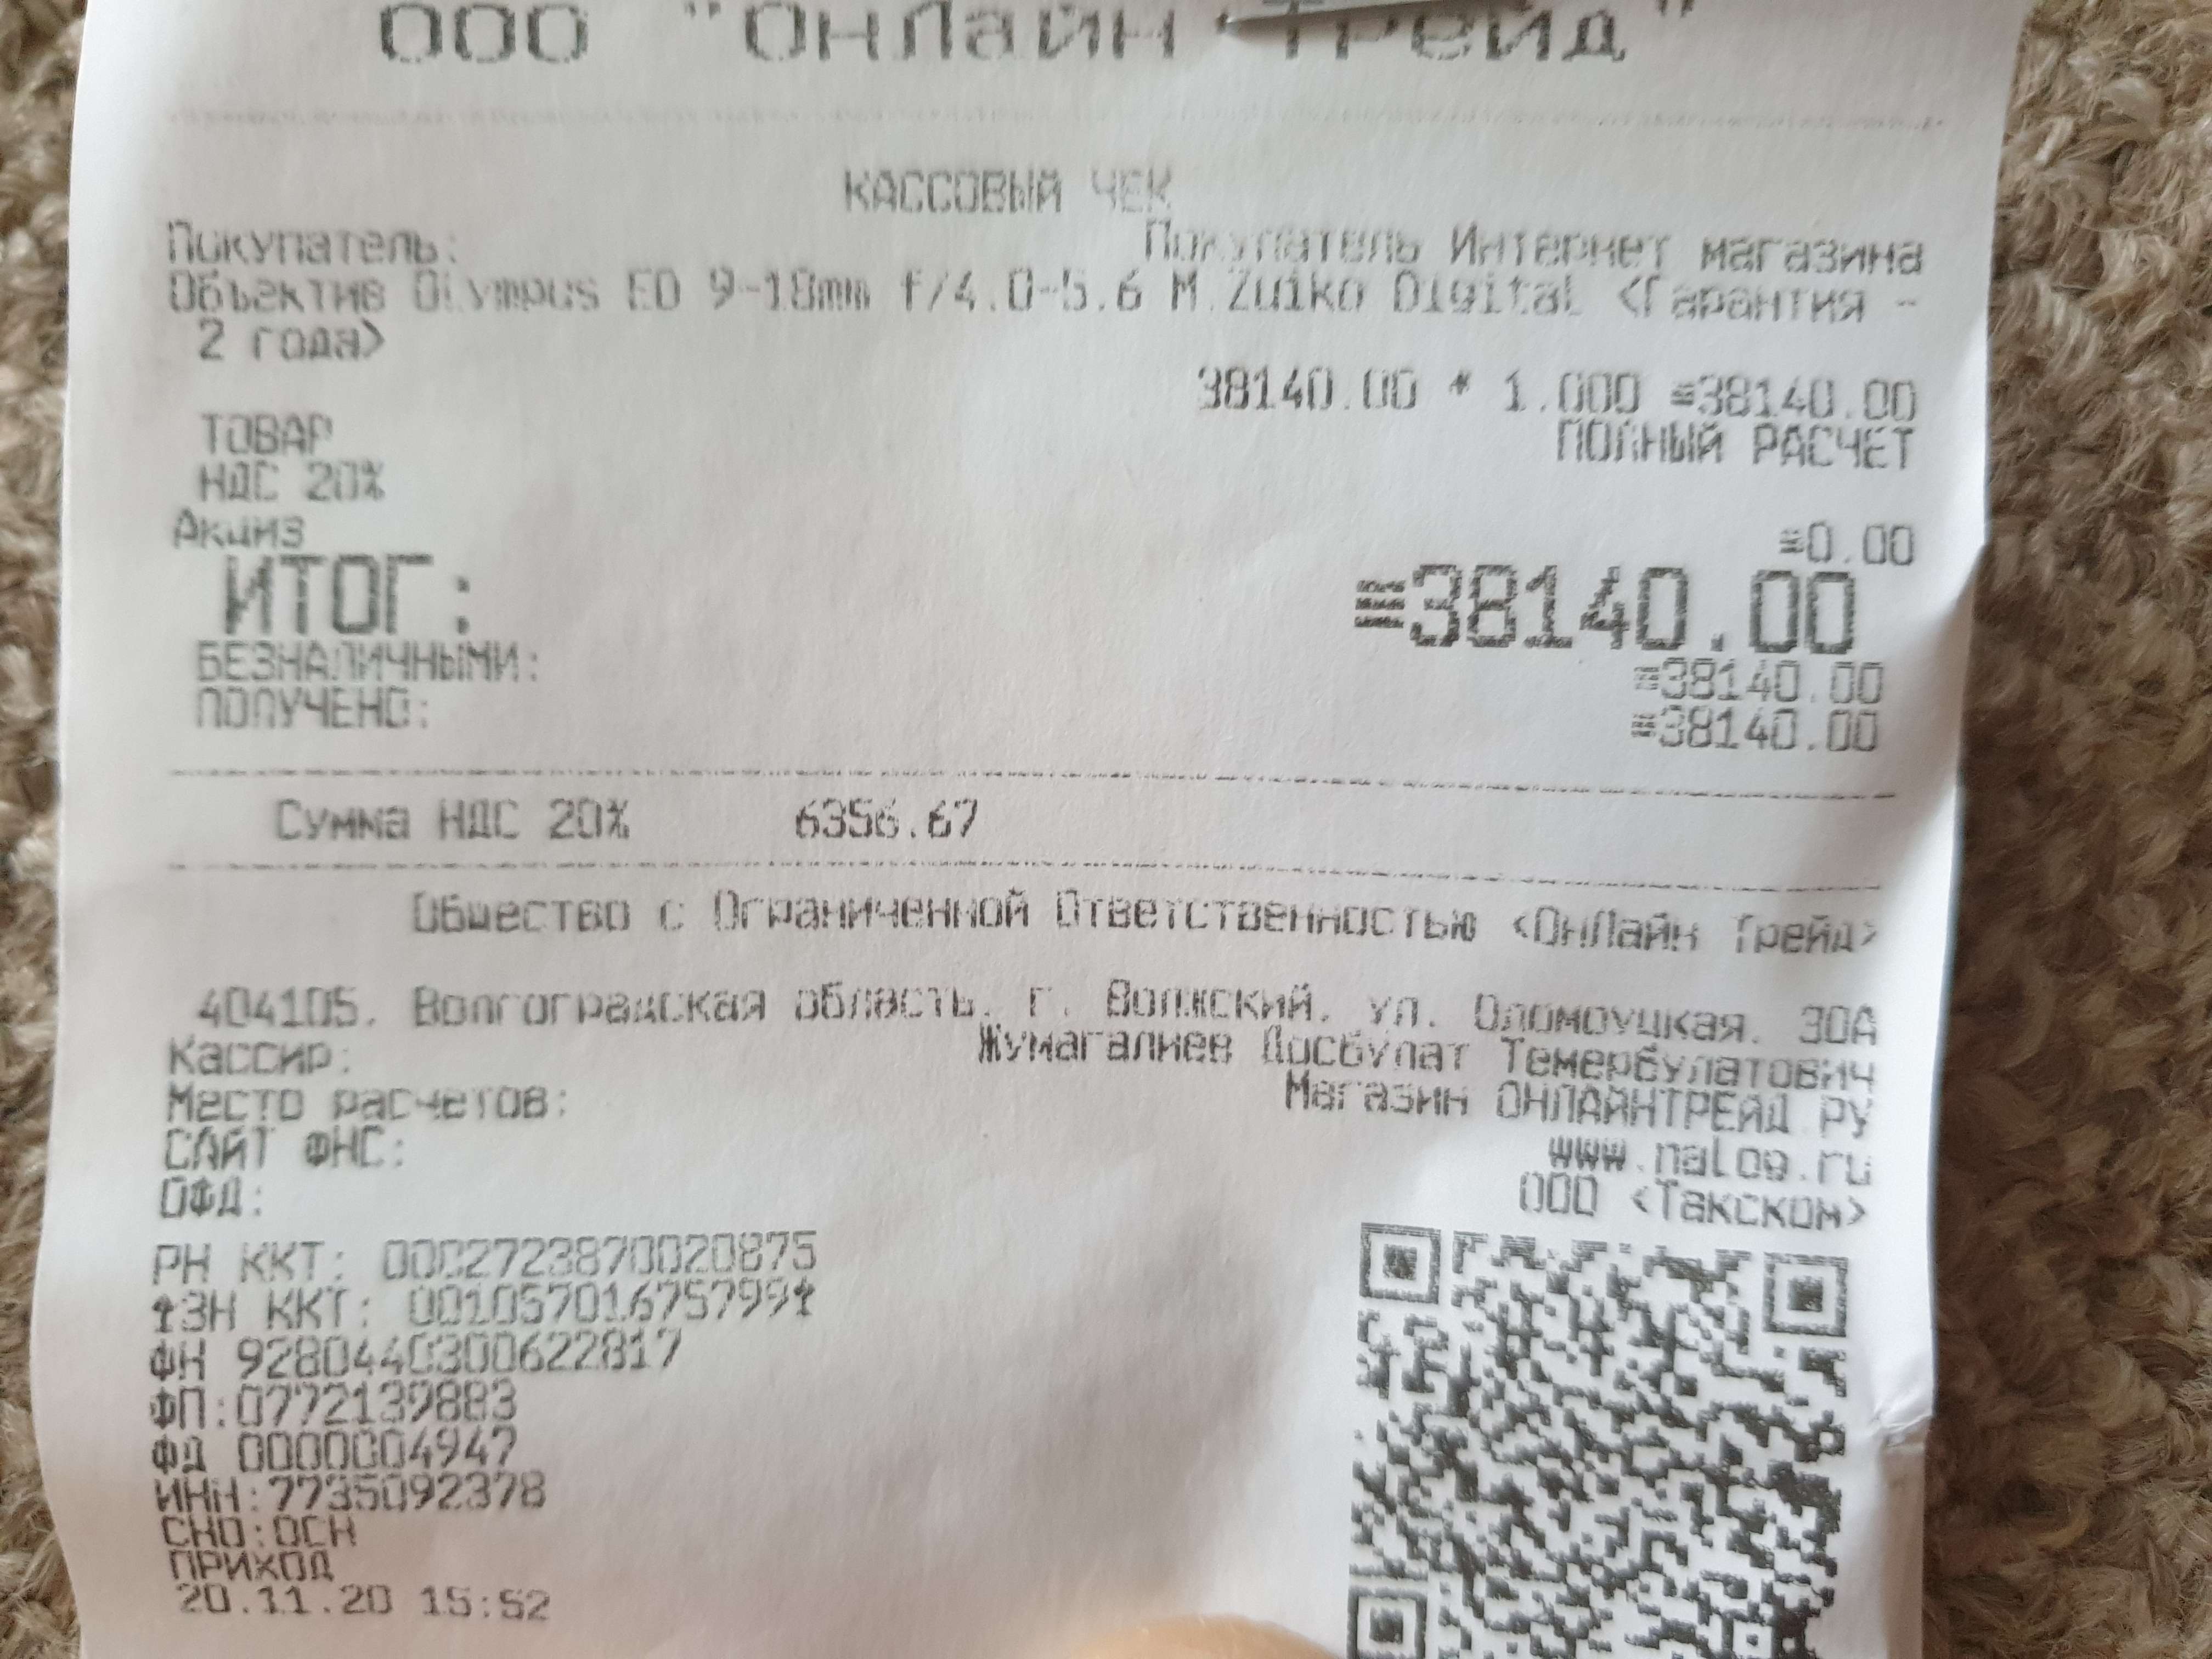 ООО "ОнЛайн Трейд"
КАССОВЫЙ ЧЕК
Покупатель: Покупатель Интернет магазина
Объектив Olympus ED 9-18mm f/4.0-5.6 M.Zuiko Digital <Гарантия -
2 года>
38140.00 * 1.000 =38140.00
ТОВАР ПОЛНЫЙ РАСЧЕТ
НДС 20%
Акциз =0.00
ИТОГ: =38140.00
БЕЗНАЛИЧНЫМИ: =38140.00
ПОЛУЧЕНО: =38140.00
Сумма НДС 20% 6356.67
Общество с Ограниченной Ответственностью <ОнЛайн Трейд>
404105, Волгоградская область, г. Волжский, ул. Оломоуцкая, 30А
Кассир: Жумагалиев Досбулат Темербулатович
Место расчетов: Магазин ОНЛАЙНТРЕЙД.РУ
САЙТ ФНС: www.nalog.ru
ОФД: ООО <Такском>
РН ККТ: 0002723870020875
ЗН ККТ: 00105701675799
ФН 9280440300622817
ФП:0772139883
ФД 0000004947
ИНН:7735092378
СНО:ОСН
ПРИХОД
20.11.20 15:52